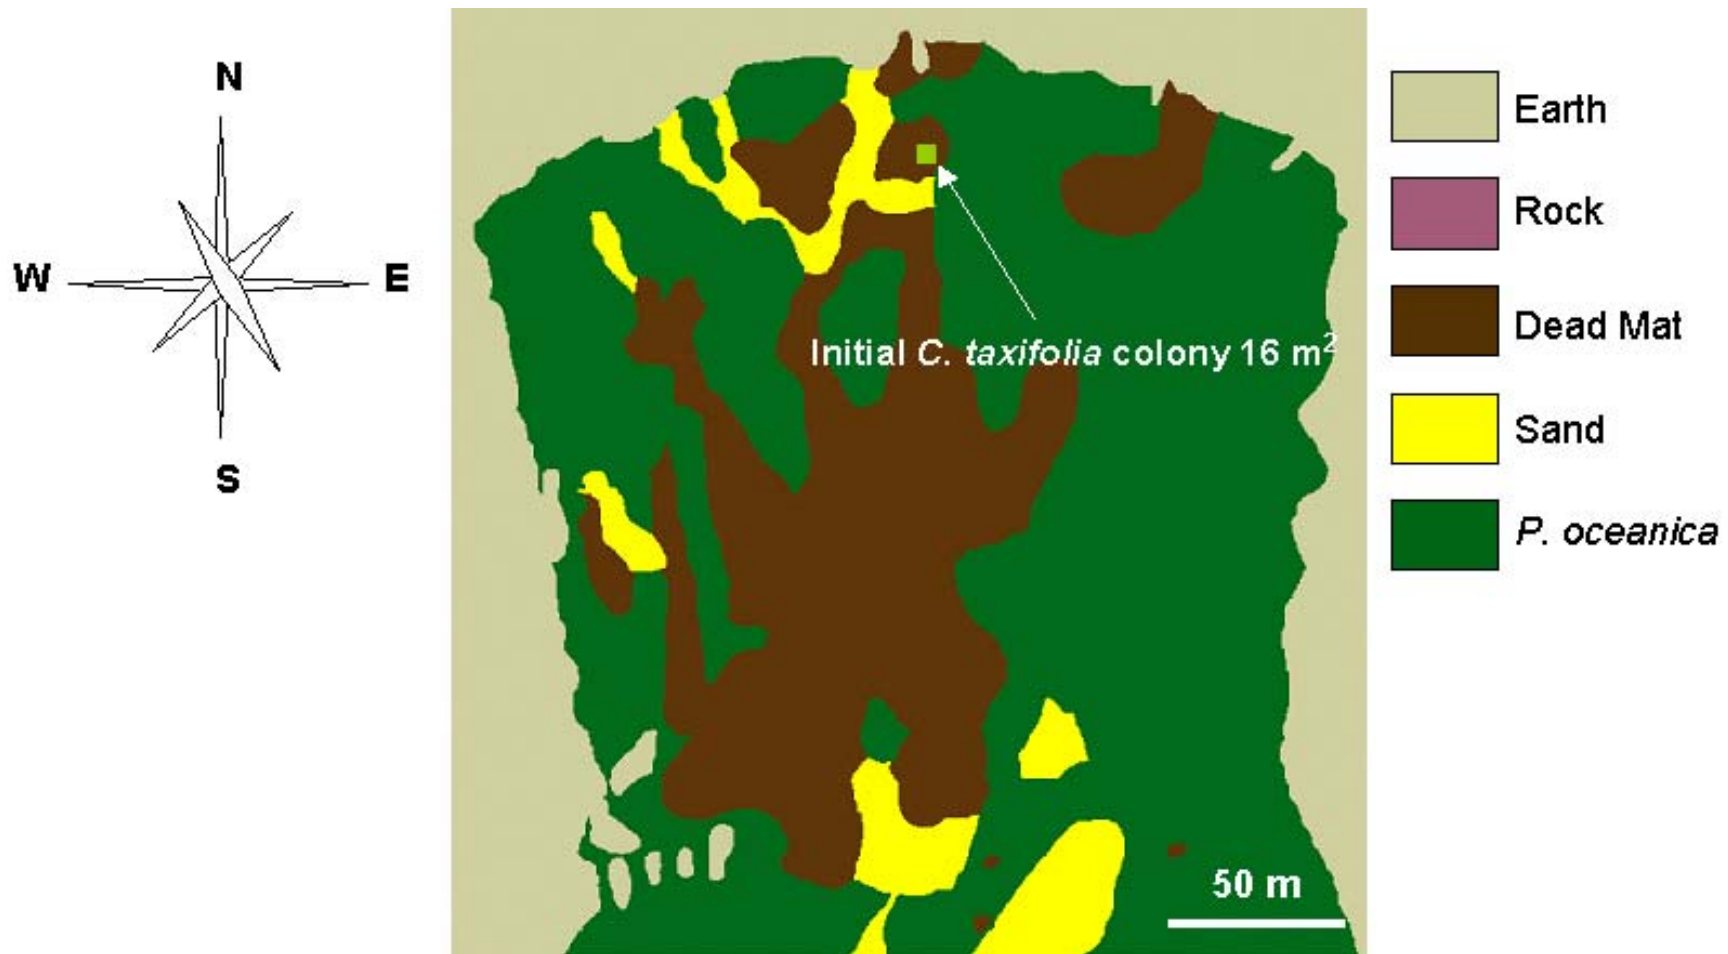 N
W
E
S
Initial C. taxifolia colony 16 m²
50 m
Earth
Rock
Dead Mat
Sand
P. oceanica